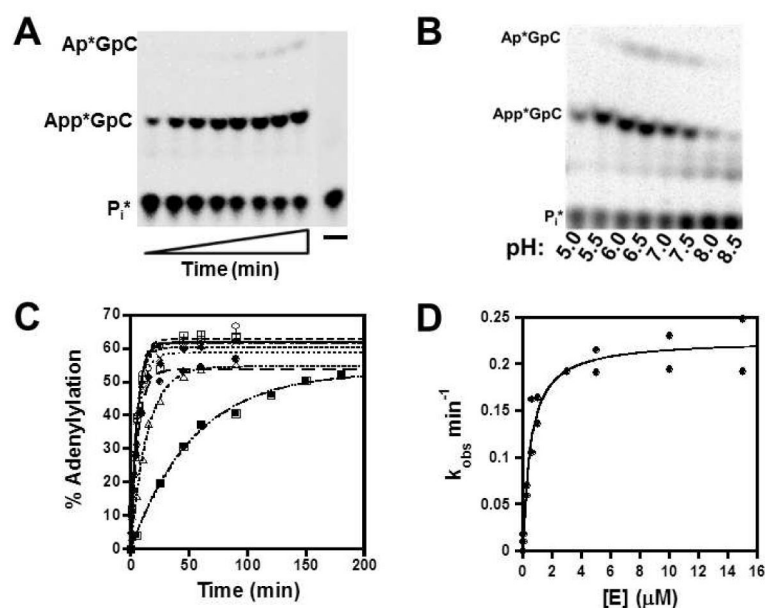 A
Ap*GpC
App*GpC
Pi*
Time (min)
B
Ap*GpC
App*GpC
Pi*
pH: 5.0 5.5 6.0 6.5 7.0 7.5 8.0 8.5
C
% Adenylylation
70
60
50
40
30
20
10
0
0 50 100 150 200
Time (min)
D
kobs min-1
0.25
0.2
0.15
0.1
0.05
0
0 2 4 6 8 10 12 14 16
[E] (μM)